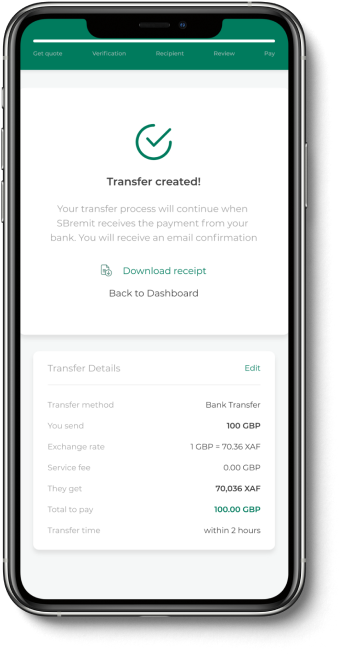 Get quote Verification Recipient Review Pay
Transfer created!
Your transfer process will continue when
SBremit receives the payment from your
bank. You will receive an email confirmation
Download receipt
Back to Dashboard
Transfer Details Edit
Transfer method Bank Transfer
You send 100 GBP
Exchange rate 1 GBP = 70.36 XAF
Service fee 0.00 GBP
They get 70,036 XAF
Total to pay 100.00 GBP
Transfer time within 2 hours